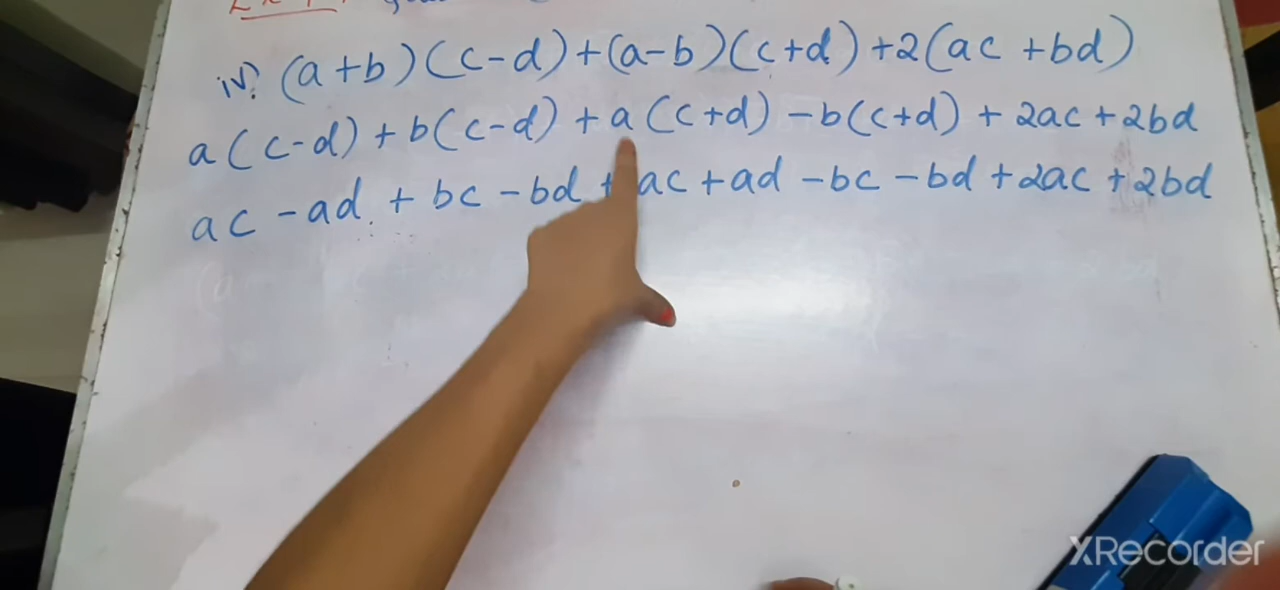 iv) (a+b)(c-d)+(a-b)(c+d)+2(ac+bd)
a(c-d)+b(c-d)+a(c+d)-b(c+d)+2ac+2bd
ac-ad+bc-bd+ac+ad-bc-bd+2ac+2bd
XRecorder